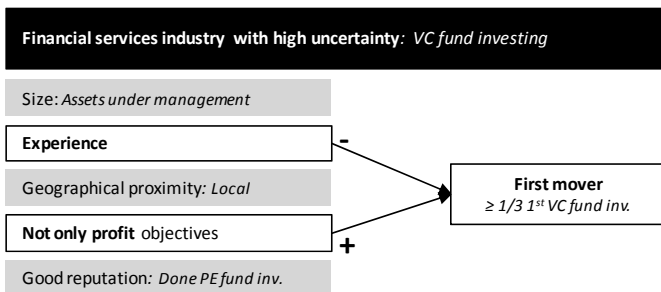 Financial services industry with high uncertainty: VC fund investing
Size: Assets under management
Experience
-
Geographical proximity: Local
First mover
≥ 1/3 1st VC fund inv.
Not only profit objectives
+
Good reputation: Done PE fund inv.